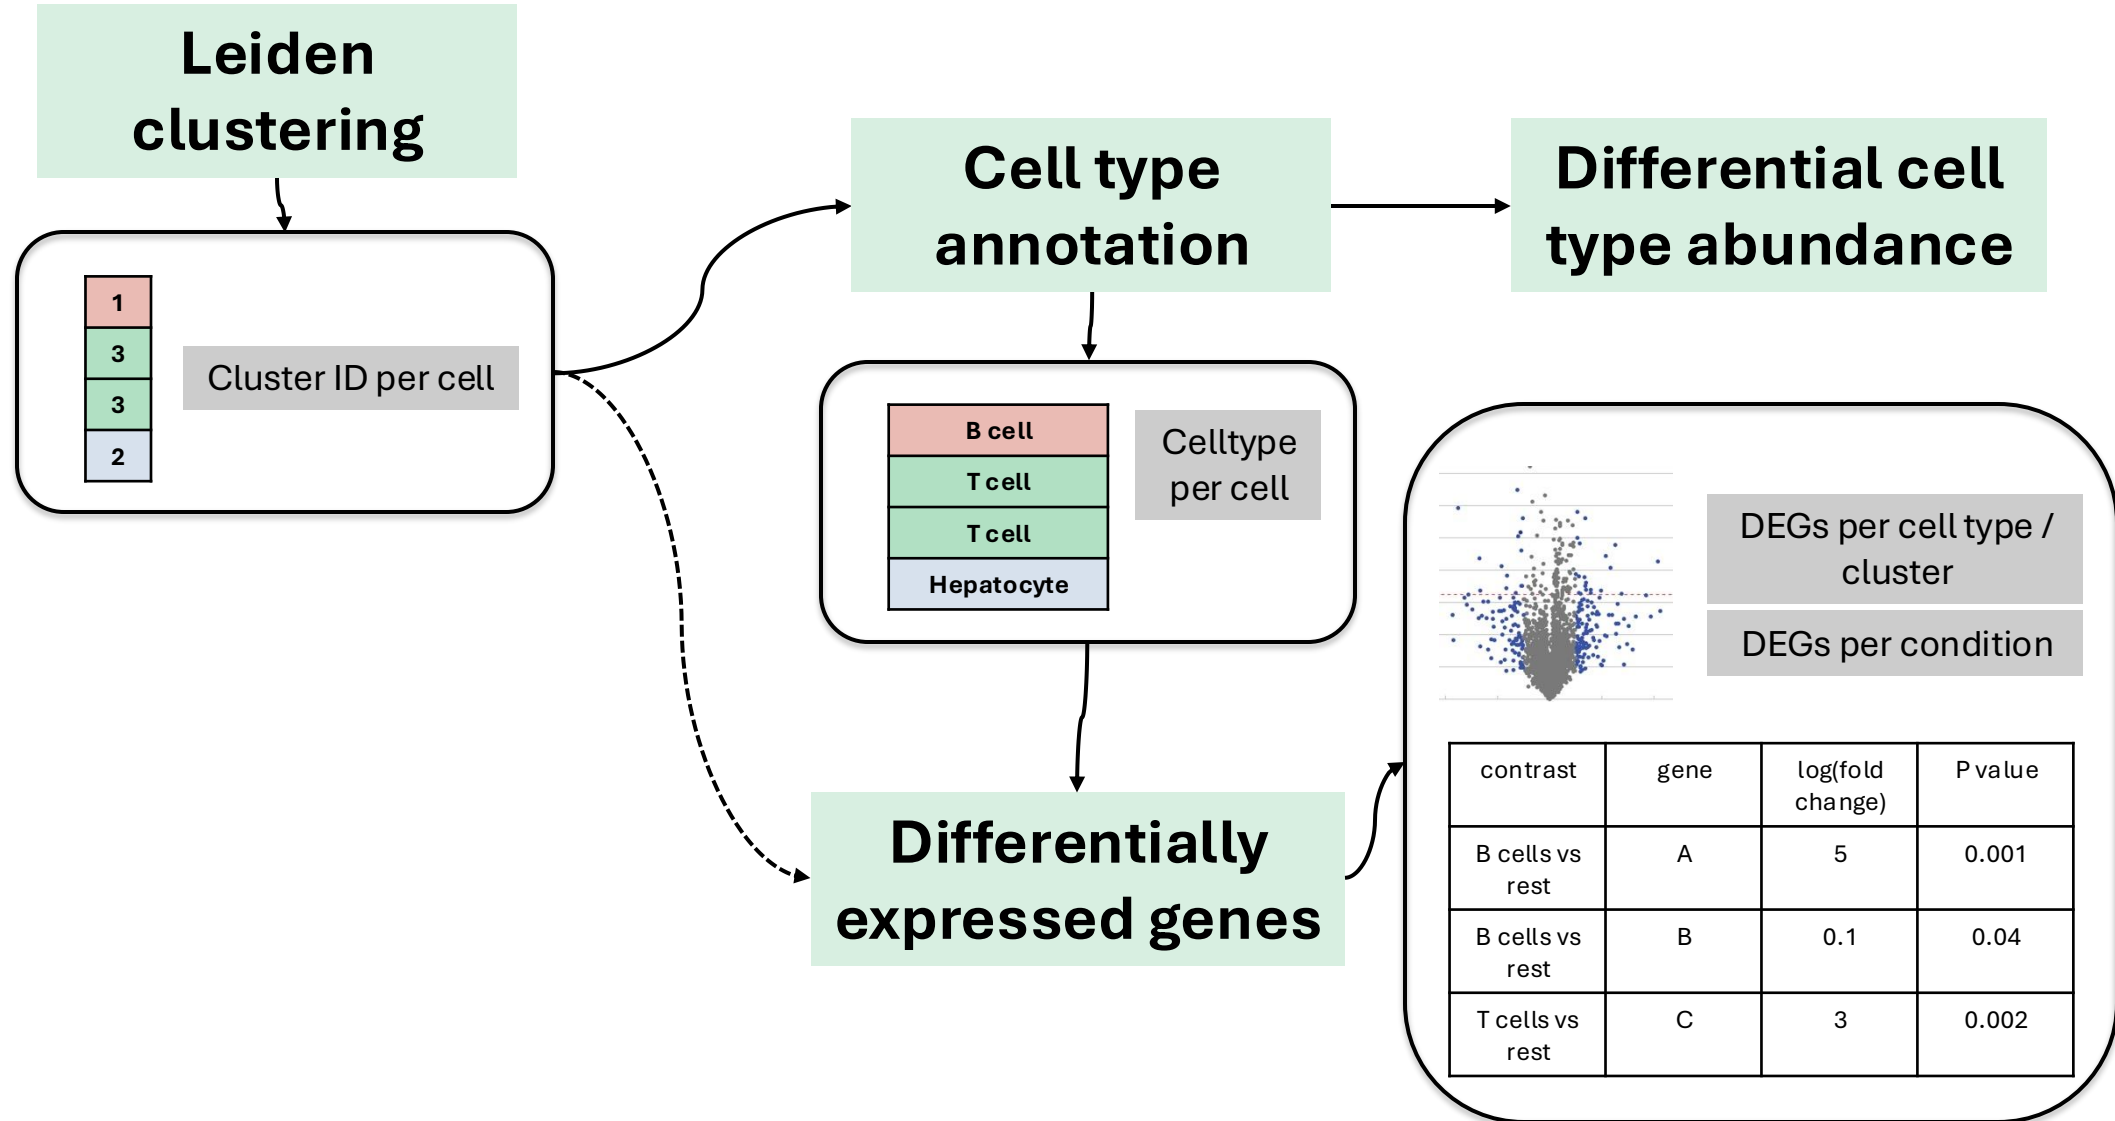 Leiden
clustering
1
3
3
2
Cluster ID per cell
Cell type
annotation
Differential cell
type abundance
B cell
T cell
T cell
Hepatocyte
Celltype
per cell
Differentially
expressed genes
DEGs per cell type /
cluster
DEGs per condition
contrast gene log(fold change) P value
B cells vs rest A 5 0.001
B cells vs rest B 0.1 0.04
T cells vs rest C 3 0.002